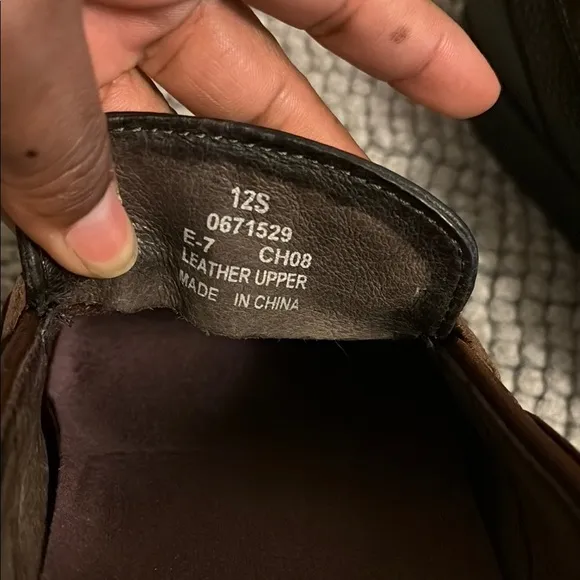 12S
0671529
E-7 CH08
LEATHER UPPER
MADE IN CHINA